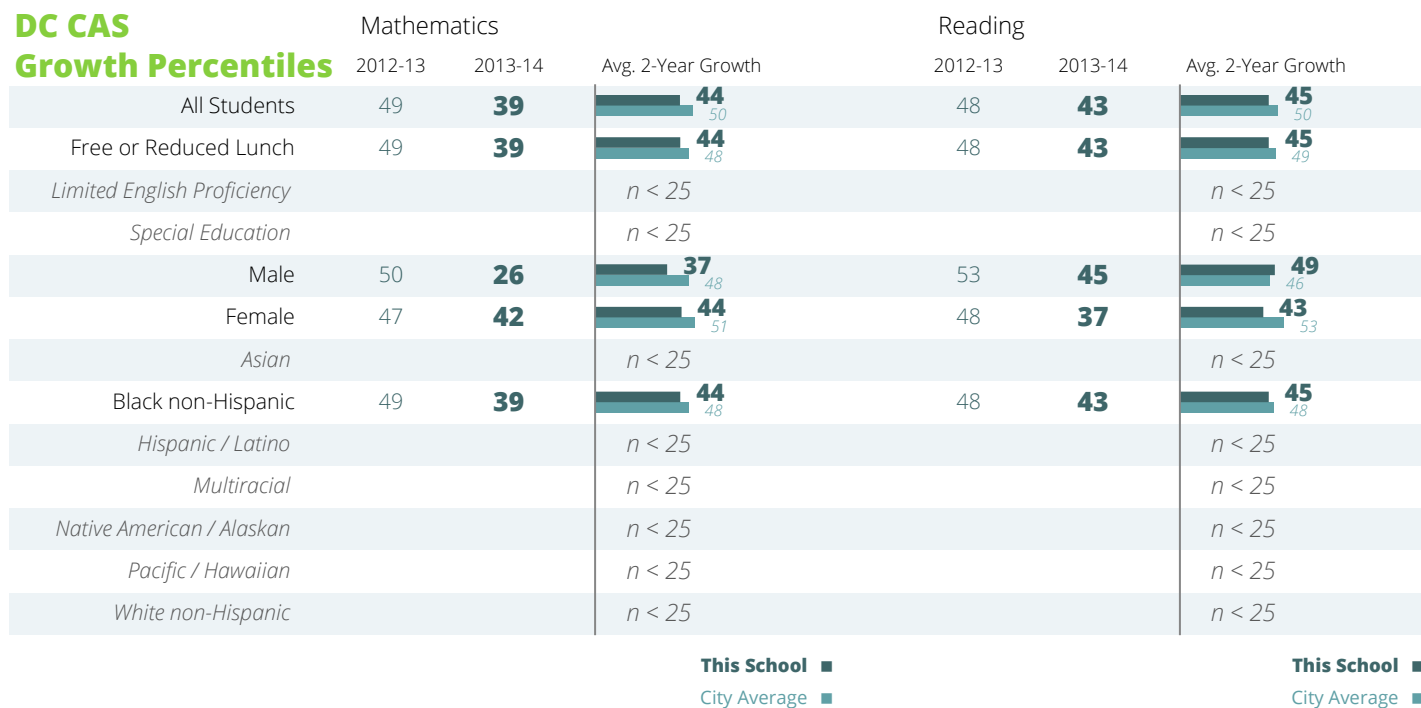 DC CAS
Growth Percentiles
Mathematics Reading
2012-13 2013-14 Avg. 2-Year Growth 2012-13 2013-14 Avg. 2-Year Growth
All Students 49 39 44 50 48 43 45 50
Free or Reduced Lunch 49 39 44 48 48 43 45 49
Limited English Proficiency n < 25 n < 25
Special Education n < 25 n < 25
Male 50 26 37 48 53 45 49 46
Female 47 42 44 51 48 37 43 53
Asian n < 25 n < 25
Black non-Hispanic 49 39 44 48 48 43 45 48
Hispanic / Latino n < 25 n < 25
Multiracial n < 25 n < 25
Native American / Alaskan n < 25 n < 25
Pacific / Hawaiian n < 25 n < 25
White non-Hispanic n < 25 n < 25
This School This School
City Average City Average